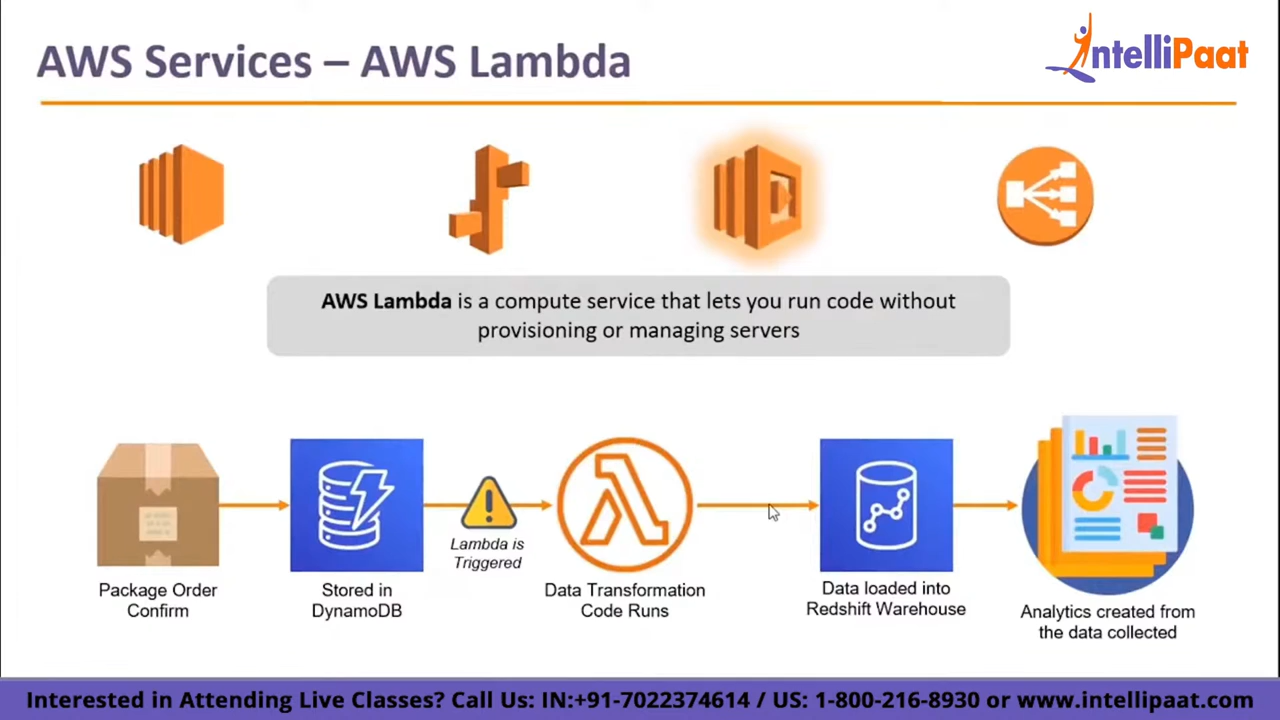 AWS Services – AWS Lambda
IntelliPaat
AWS Lambda is a compute service that lets you run code without
provisioning or managing servers
Lambda is
Triggered
Package Order
Confirm
Stored in
DynamoDB
Data Transformation
Code Runs
Data loaded into
Redshift Warehouse
Analytics created from
the data collected
Interested in Attending Live Classes? Call Us: IN:+91-7022374614 / US: 1-800-216-8930 or www.intellipaat.com